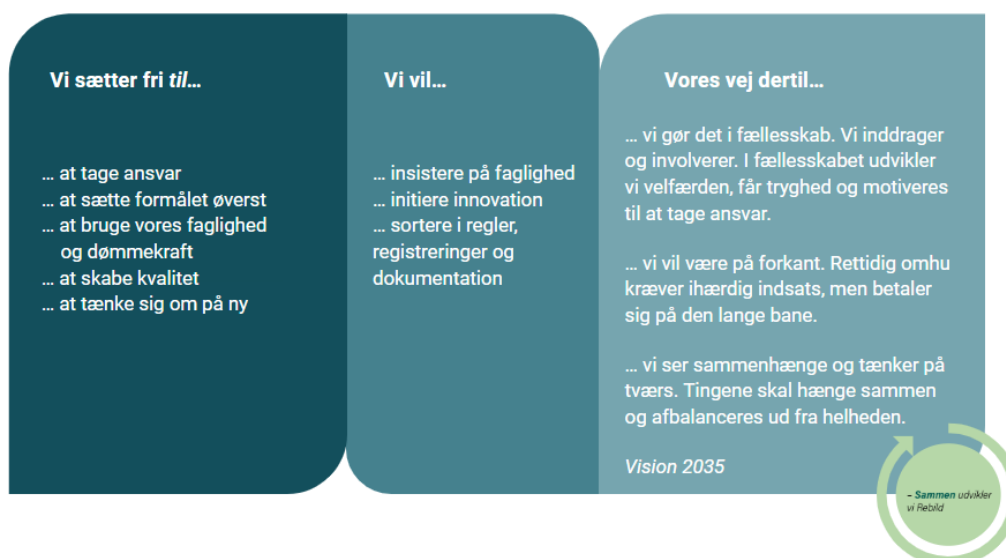 Vi sætter fri til...
... at tage ansvar
... at sætte formålet øverst
... at bruge vores faglighed
og dømmekraft
... at skabe kvalitet
... at tænke sig om på ny
Vi vil...
... insistere på faglighed
... initiere innovation
... sortere i regler,
registreringer og
dokumentation
Vores vej dertil...
... vi gør det i fællesskab. Vi inddrager
og involverer. I fællesskabet udvikler
vi velfærden, får tryghed og motiveres
til at tage ansvar.
... vi vil være på forkant. Rettidig omhu
kræver ihærdig indsats, men betaler
sig på den lange bane.
... vi ser sammenhænge og tænker på
tværs. Tingene skal hænge sammen
og afbalanceres ud fra helheden.
Vision 2035
– Sammen udvikler
vi Rebild